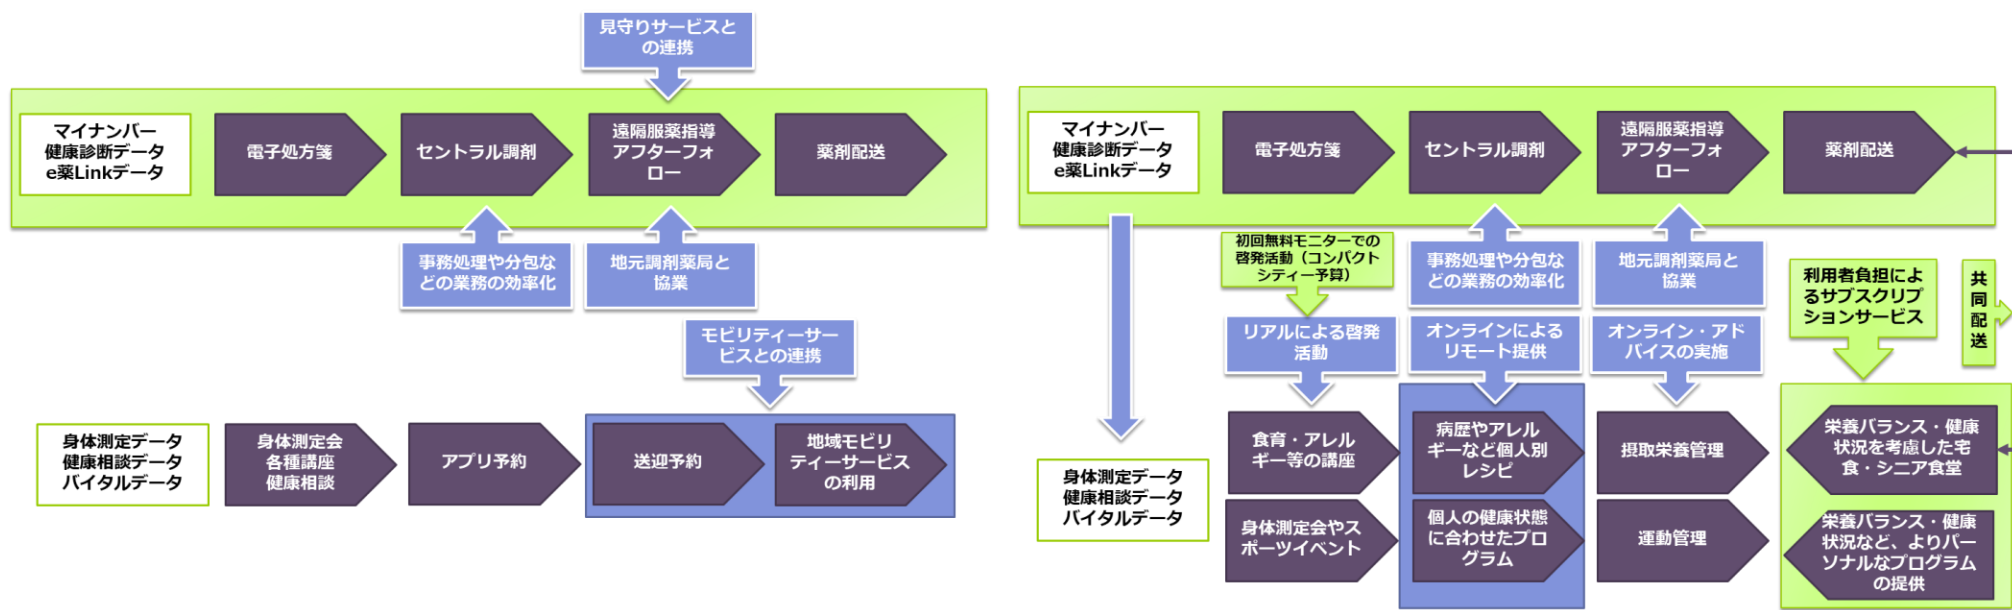 見守りサービスと
の連携
マイナンバー
健康診断データ
e薬Linkデータ
電子処方箋
セントラル調剤
遠隔服薬指導
アフターフォ
ロー
薬剤配送
事務処理や分包な
どの業務の効率化
地元調剤薬局と
協業
モビリティーサー
ビスとの連携
身体測定データ
健康相談データ
バイタルデータ
身体測定会
各種講座
健康相談
アプリ予約
送迎予約
地域モビリ
ティーサービス
の利用
マイナンバー
健康診断データ
e薬Linkデータ
電子処方箋
セントラル調剤
遠隔服薬指導
アフターフォ
ロー
薬剤配送
初回無料モニターでの
啓発活動（コンパクト
シティー予算）
事務処理や分包な
どの業務の効率化
地元調剤薬局と
協業
利用者負担によ
るサブスクリプ
ションサービス
共
同
配
送
リアルによる啓発
活動
オンラインによる
リモート提供
オンライン・アド
バイスの実施
身体測定データ
健康相談データ
バイタルデータ
食育・アレル
ギー等の講座
病歴やアレル
ギーなど個人別
レシピ
摂取栄養管理
栄養バランス・健康
状況を考慮した宅
食・シニア食堂
身体測定会やス
ポーツイベント
個人の健康状態
に合わせたプロ
グラム
運動管理
栄養バランス・健康
状況など、よりパー
ソナルなプログラム
の提供